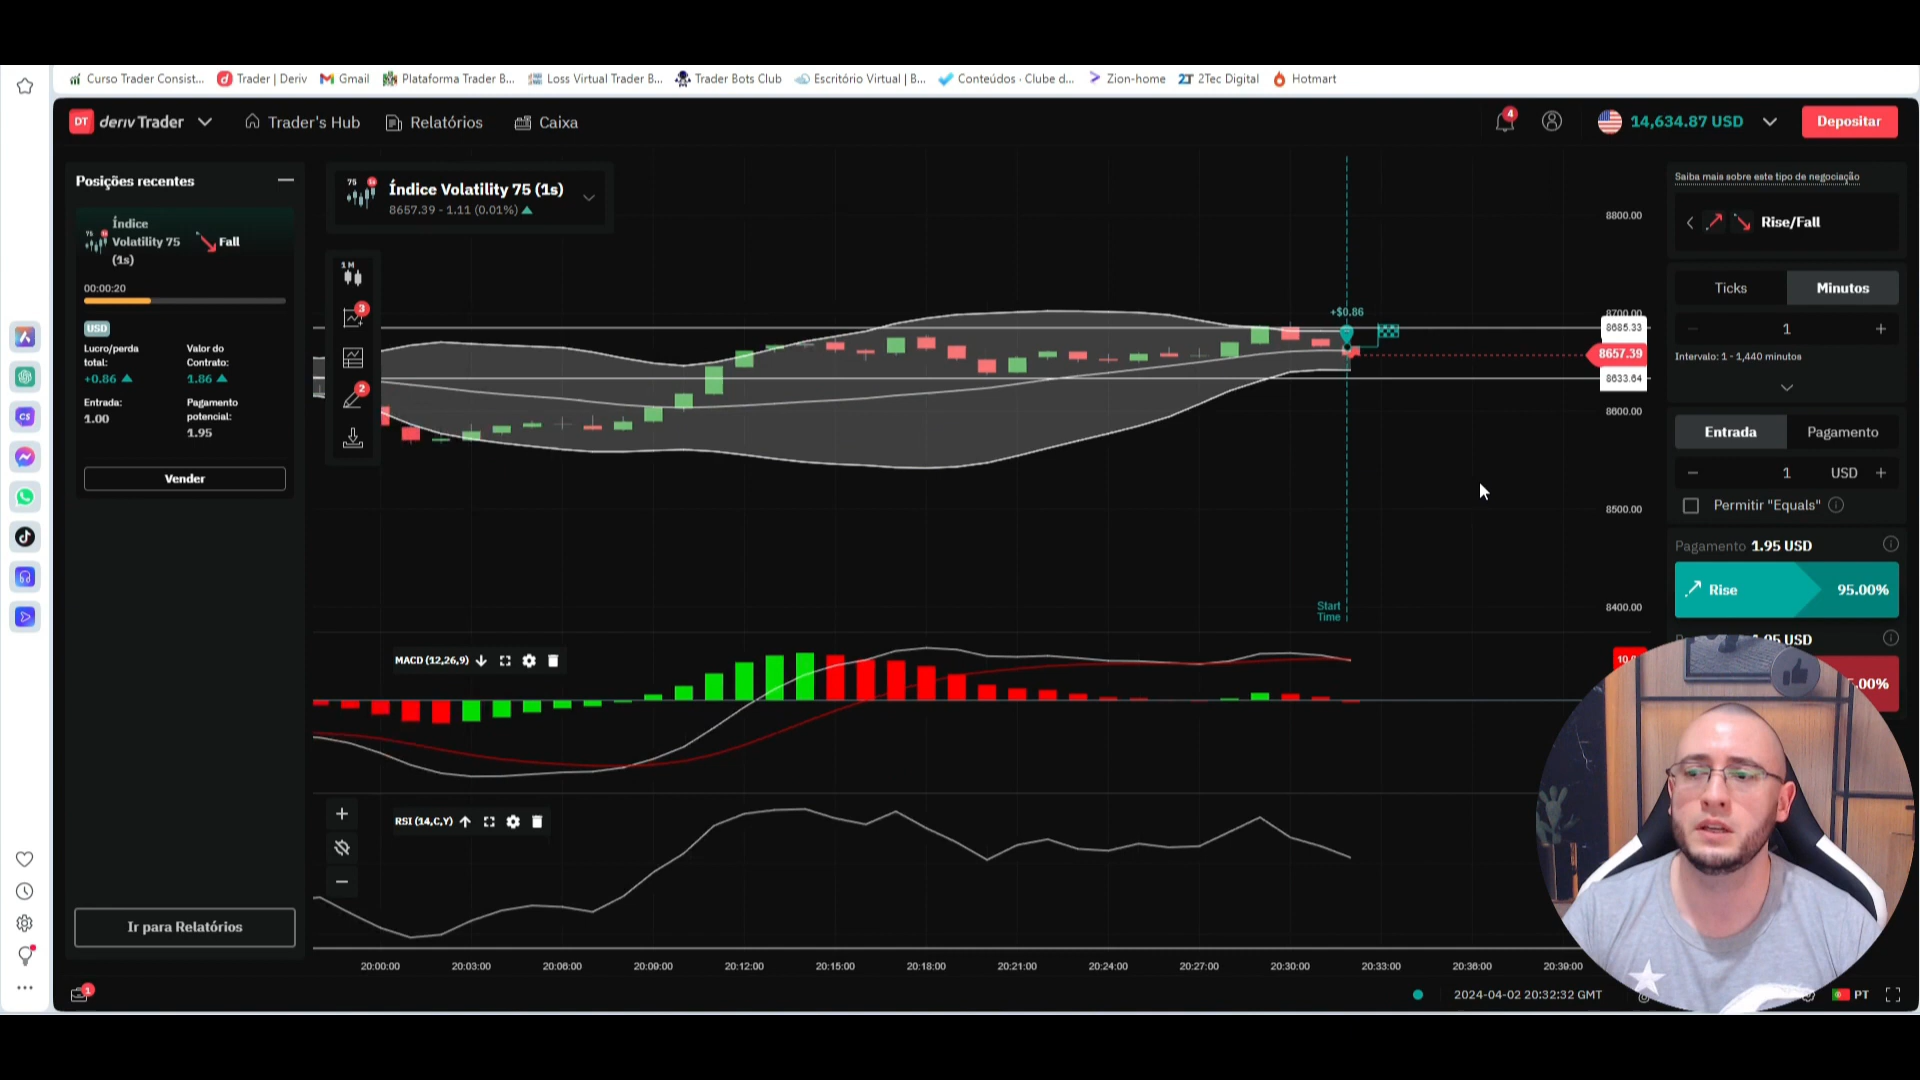 Curso Trader Consist...
Trader | Deriv
Gmail
Plataforma Trader B...
Loss Virtual Trader B...
Trader Bots Club
Escritório Virtual | B...
Conteúdos · Clube d...
Zion-home
2Tec Digital
Hotmart
DT
deriv Trader
Trader's Hub
Relatórios
Caixa
4
14,634.87 USD
Depositar
Posições recentes
Índice
Volatility 75
(1s)
Fall
00:00:20
USD
Lucro/perda
total:
+0.86
Valor do
Contrato:
1.86
Entrada:
1.00
Pagamento
potencial:
1.95
Vender
Ir para Relatórios
1
75
Índice Volatility 75 (1s)
8657.39 - 1.11 (0.01%)
1M
3
2
+$0.86
Start
Time
8800.00
8700.00
8685.33
8657.39
8633.64
8600.00
8500.00
8400.00
MACD (12,26,9)
RSI (14,C,Y)
20:00:00
20:03:00
20:06:00
20:09:00
20:12:00
20:15:00
20:18:00
20:21:00
20:24:00
20:27:00
20:30:00
20:33:00
20:36:00
20:39:00
2024-04-02 20:32:32 GMT
PT
Saiba mais sobre este tipo de negociação
Rise/Fall
Ticks
Minutos
1
Intervalo: 1 - 1,440 minutos
Entrada
Pagamento
1
USD
Permitir "Equals"
Pagamento 1.95 USD
Rise
95.00%
USD